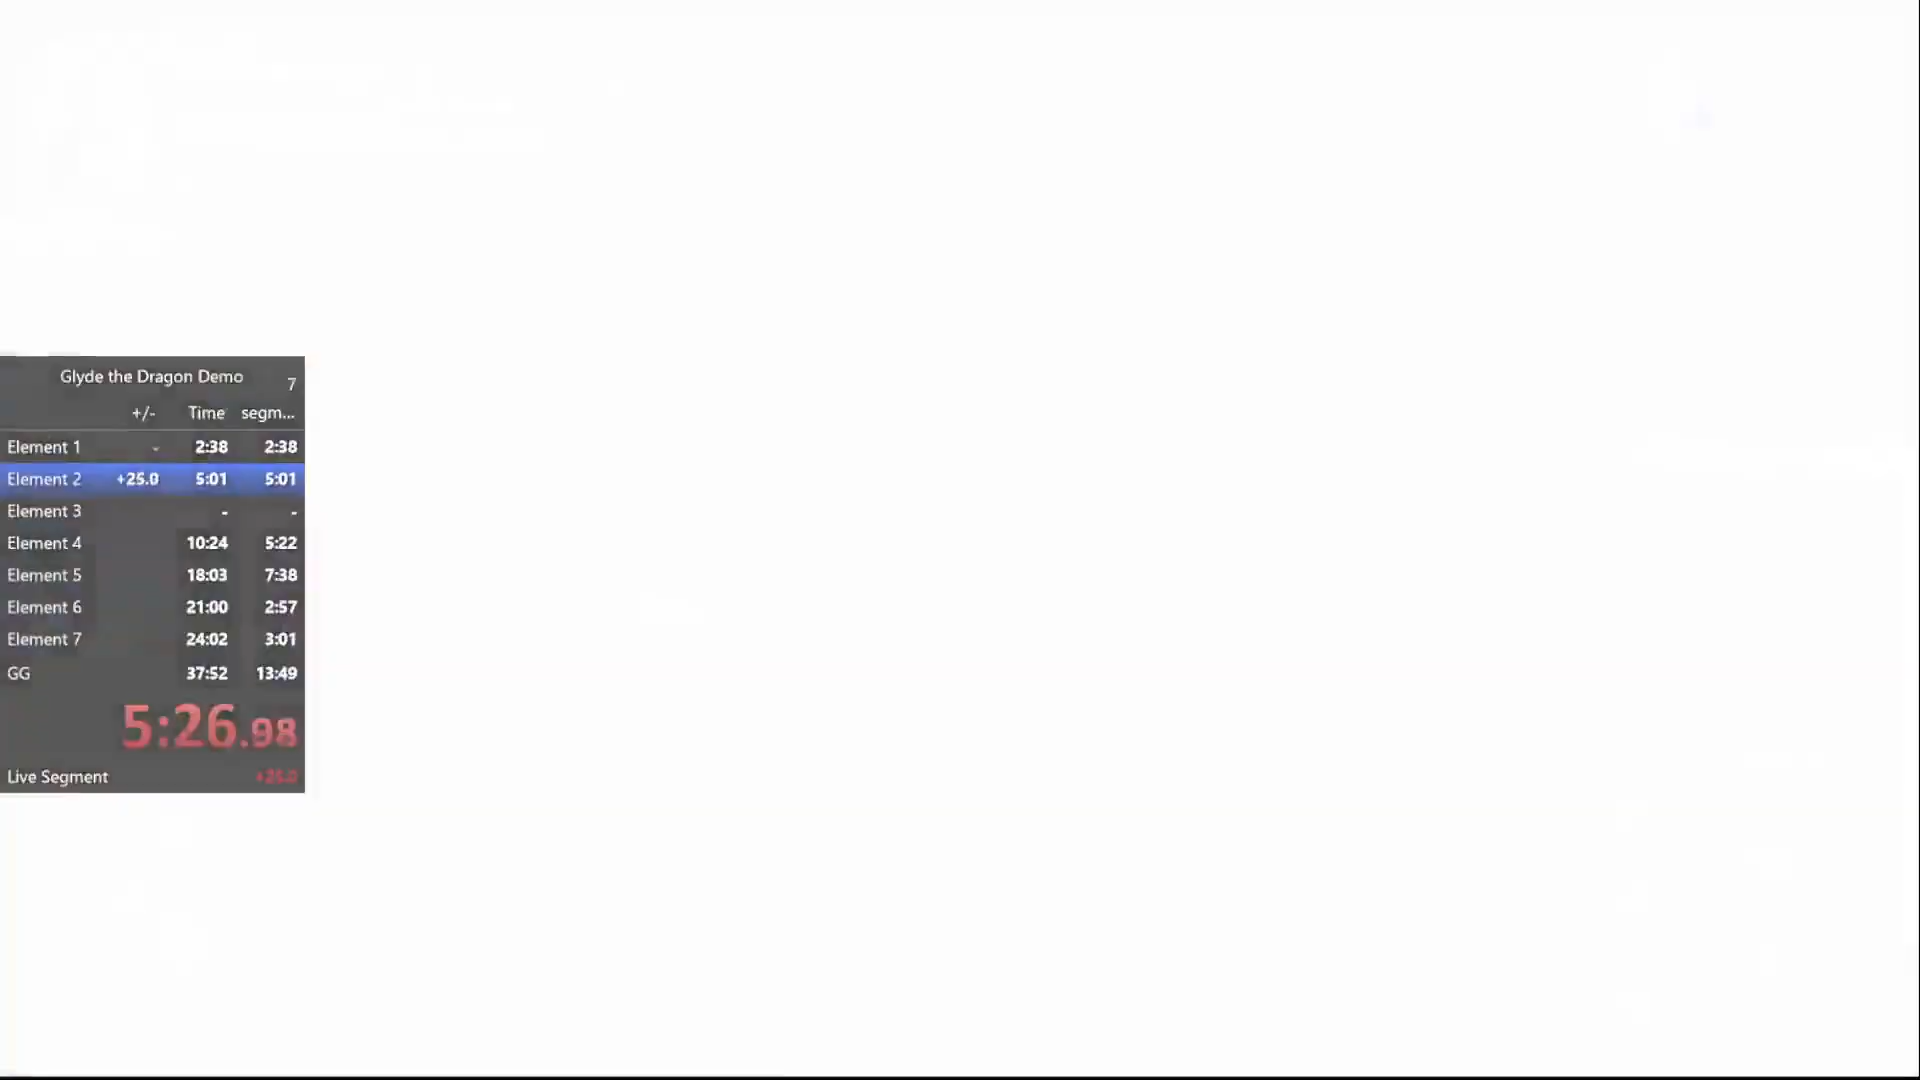 Glyde the Dragon Demo
7
+/- Time segm...
Element 1 - 2:38 2:38
Element 2 +25.0 5:01 5:01
Element 3 - -
Element 4 10:24 5:22
Element 5 18:03 7:38
Element 6 21:00 2:57
Element 7 24:02 3:01
GG 37:52 13:49
5:26.98
Live Segment +25.0